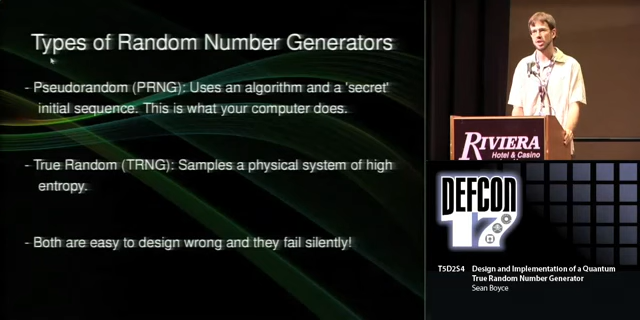 Types of Random Number Generators
- Pseudorandom (PRNG): Uses an algorithm and a 'secret'
initial sequence. This is what your computer does.
- True Random (TRNG): Samples a physical system of high
entropy.
- Both are easy to design wrong and they fail silently!
RIVIERA
Hotel & Casino
DEFCON
17
T5D2S4 Design and Implementation of a Quantum
True Random Number Generator
Sean Boyce